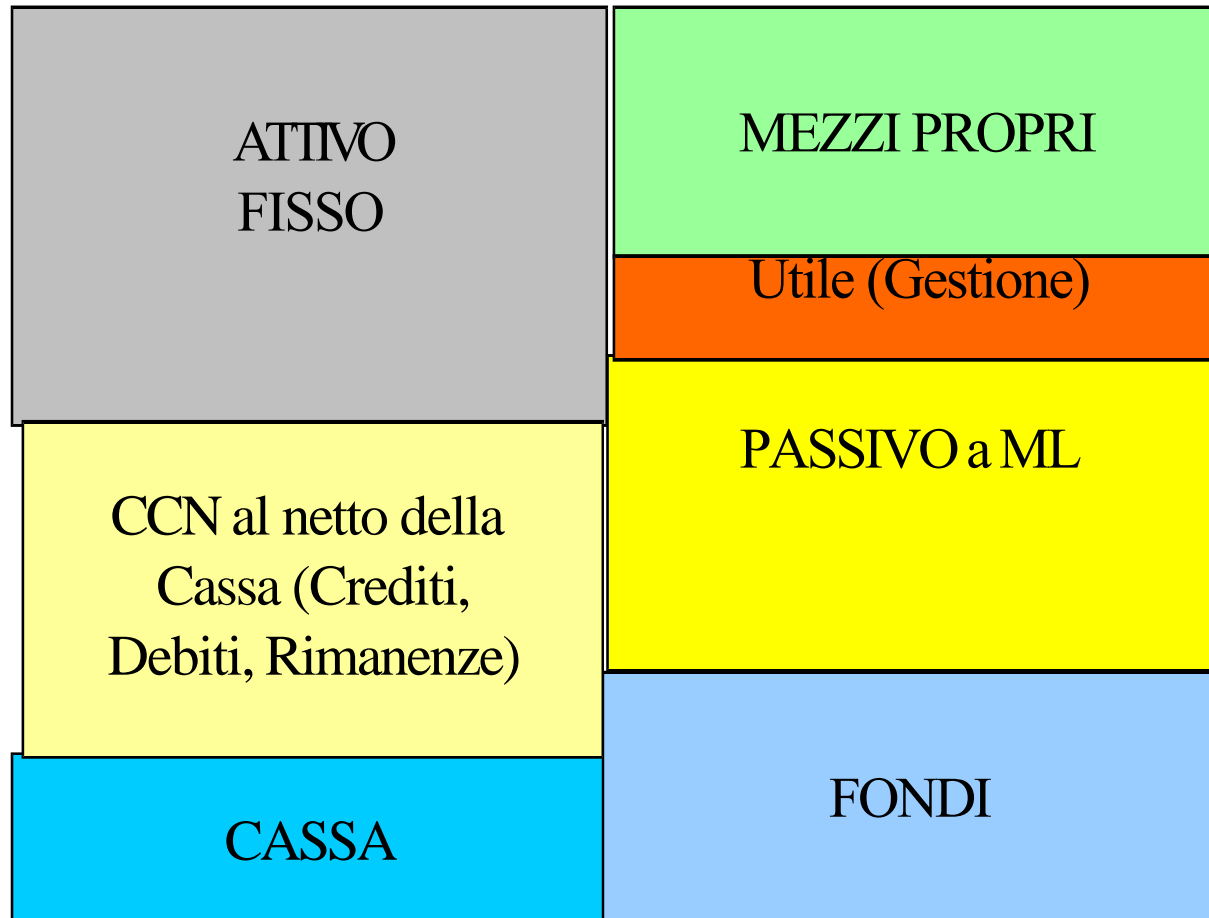 ATTIVO
FISSO
CCN al netto della
Cassa (Crediti,
Debiti, Rimanenze)
CASSA
MEZZI PROPRI
Utile (Gestione)
PASSIVO a ML
FONDI